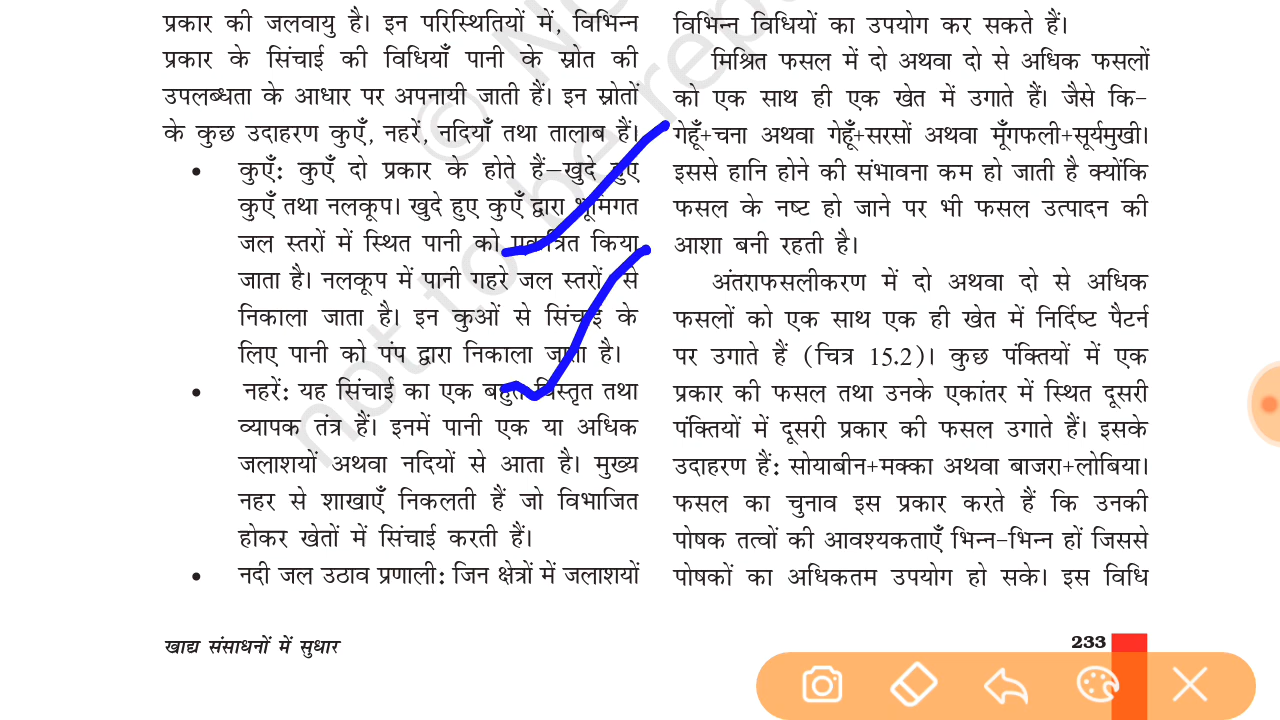 प्रकार की जलवायु है। इन परिस्थितियों में, विभिन्न
प्रकार के सिंचाई की विधियाँ पानी के स्रोत की
उपलब्धता के आधार पर अपनायी जाती हैं। इन स्रोतों
के कुछ उदाहरण कुएँ, नहरें, नदियाँ तथा तालाब हैं।
• कुएँ: कुएँ दो प्रकार के होते हैं–खुदे हुए
कुएँ तथा नलकूप। खुदे हुए कुएँ द्वारा भूमिगत
जल स्तरों में स्थित पानी को एकत्रित किया
जाता है। नलकूप में पानी गहरे जल स्तरों से
निकाला जाता है। इन कुओं से सिंचाई के
लिए पानी को पंप द्वारा निकाला जाता है।
• नहरें: यह सिंचाई का एक बहुत विस्तृत तथा
व्यापक तंत्र हैं। इनमें पानी एक या अधिक
जलाशयों अथवा नदियों से आता है। मुख्य
नहर से शाखाएँ निकलती हैं जो विभाजित
होकर खेतों में सिंचाई करती हैं।
• नदी जल उठाव प्रणाली: जिन क्षेत्रों में जलाशयों
विभिन्न विधियों का उपयोग कर सकते हैं।
मिश्रित फसल में दो अथवा दो से अधिक फसलों
को एक साथ ही एक खेत में उगाते हैं। जैसे कि-
गेहूँ+चना अथवा गेहूँ+सरसों अथवा मूँगफली+सूर्यमुखी।
इससे हानि होने की संभावना कम हो जाती है क्योंकि
फसल के नष्ट हो जाने पर भी फसल उत्पादन की
आशा बनी रहती है।
अंतराफसलीकरण में दो अथवा दो से अधिक
फसलों को एक साथ एक ही खेत में निर्दिष्ट पैटर्न
पर उगाते हैं (चित्र 15.2)। कुछ पंक्तियों में एक
प्रकार की फसल तथा उनके एकांतर में स्थित दूसरी
पंक्तियों में दूसरी प्रकार की फसल उगाते हैं। इसके
उदाहरण हैं: सोयाबीन+मक्का अथवा बाजरा+लोबिया।
फसल का चुनाव इस प्रकार करते हैं कि उनकी
पोषक तत्वों की आवश्यकताएँ भिन्न-भिन्न हों जिससे
पोषकों का अधिकतम उपयोग हो सके। इस विधि
खाद्य संसाधनों में सुधार
233
© N
not to be repu